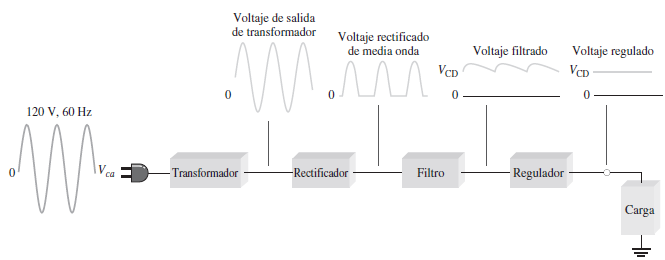 Voltaje de salida
de transformador
Voltaje rectificado
de media onda
Voltaje filtrado
Voltaje regulado
V_CD
V_CD
0
0
0
0
120 V, 60 Hz
0
V_ca
Transformador
Rectificador
Filtro
Regulador
Carga